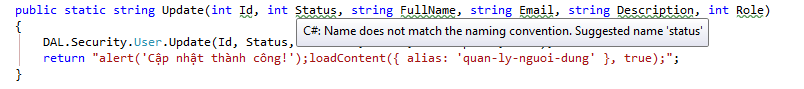 public static string Update(int Id, int Status, string FullName, string Email, string Description, int Role)
{
C#: Name does not match the naming convention. Suggested name 'status'
DAL.Security.User.Update(Id, Status,
return "alert('Cập nhật thành công!');loadContent({ alias: 'quan-ly-nguoi-dung' }, true);";
}